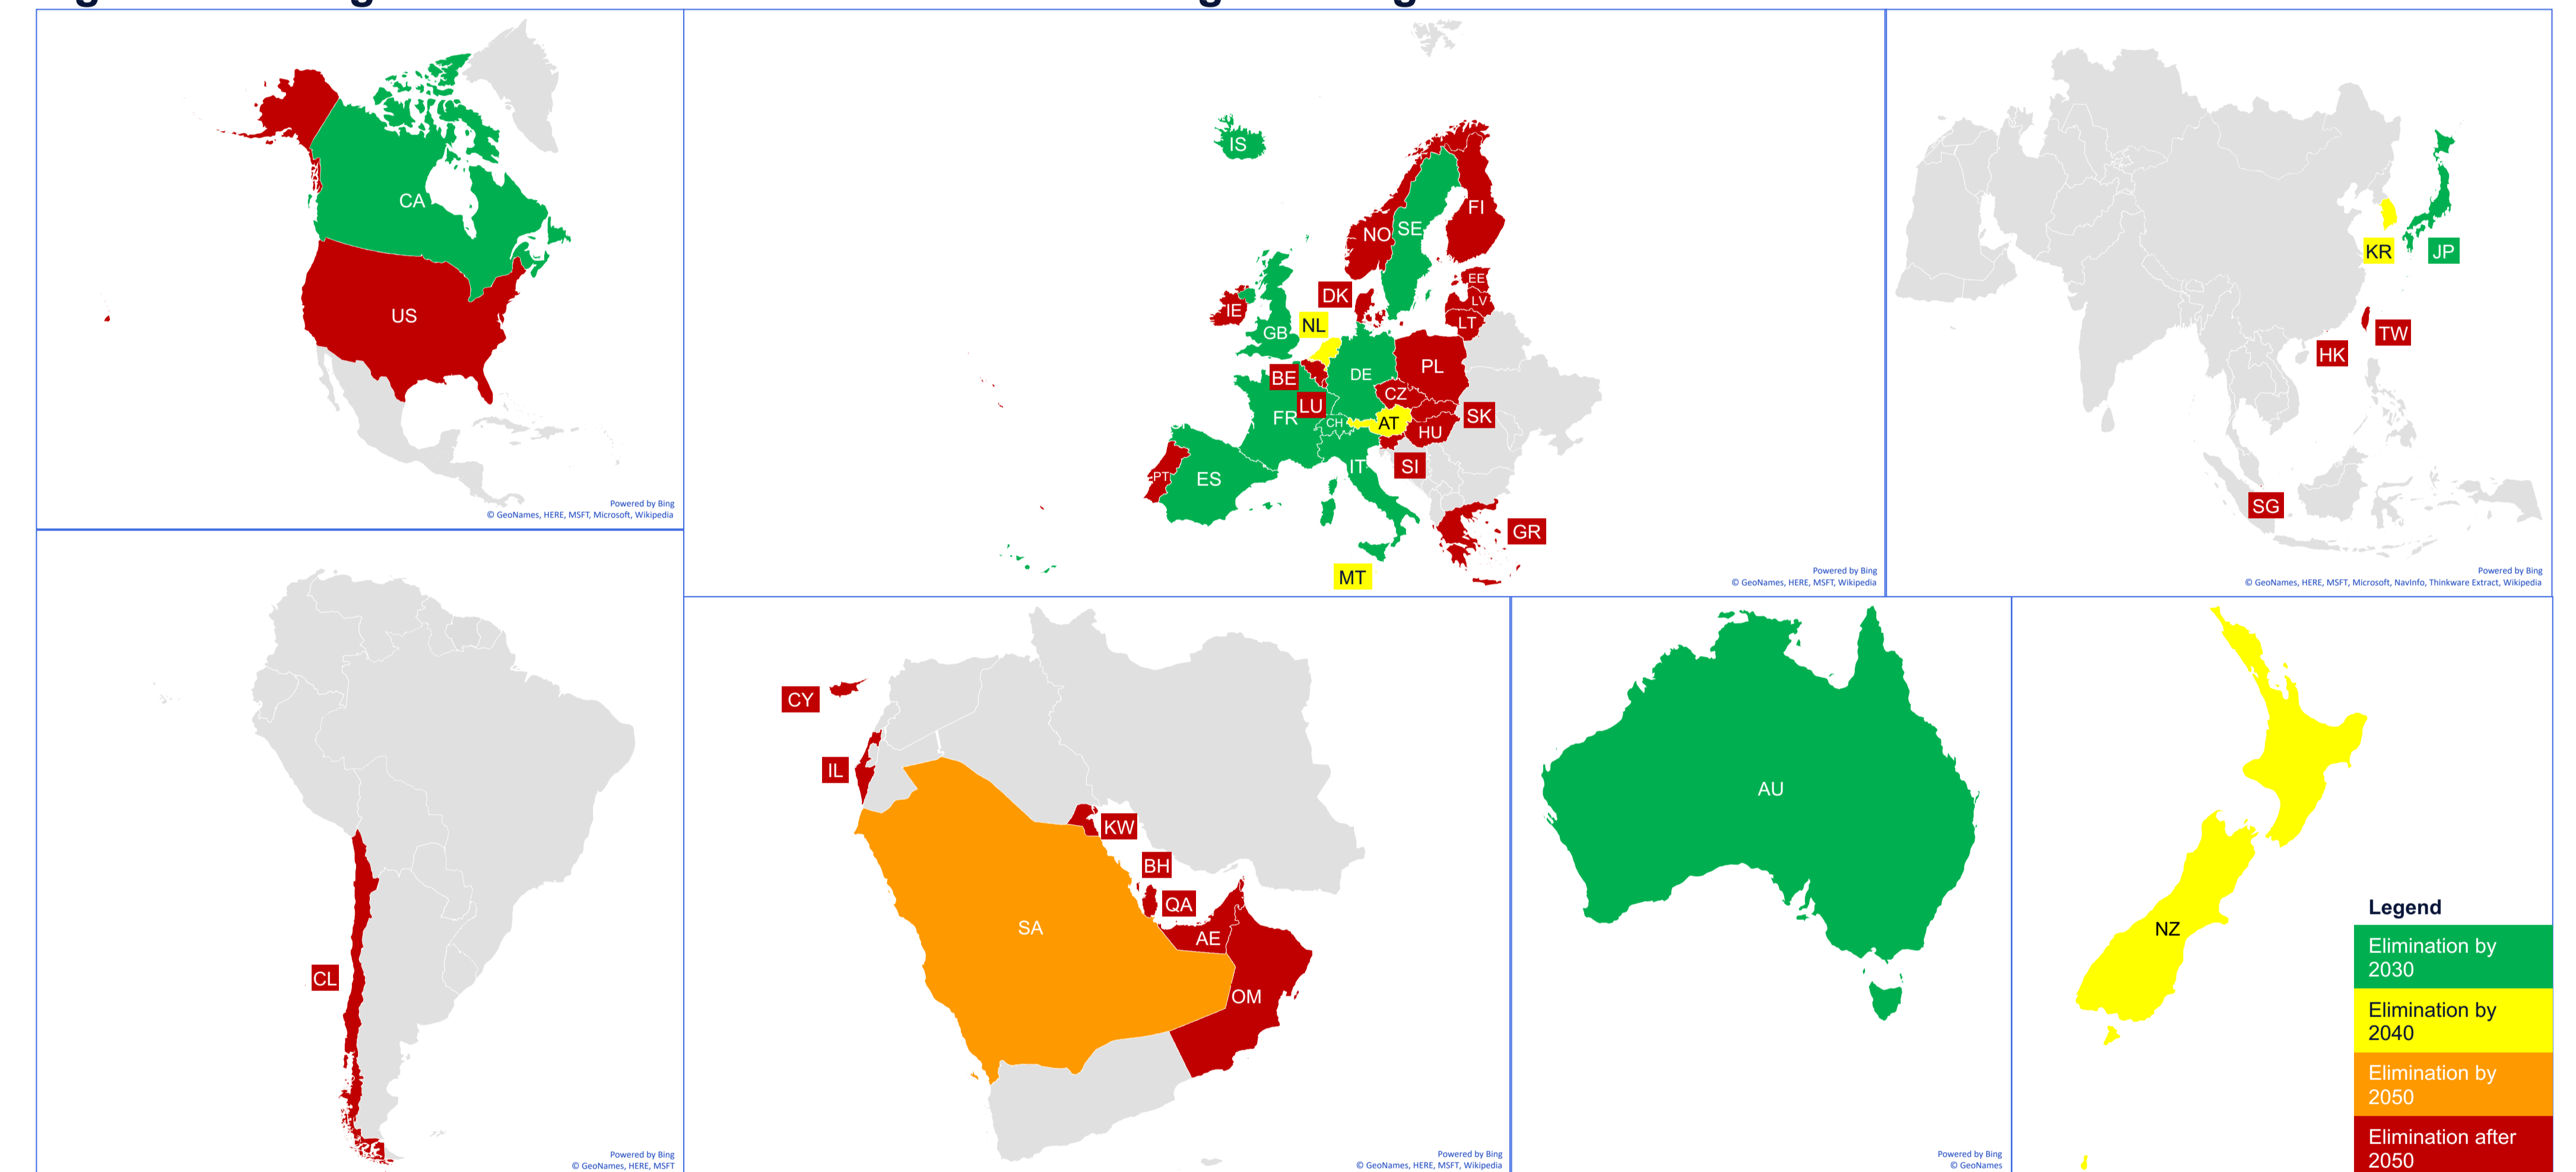 CA
US
Powered by Bing
© GeoNames, HERE, MSFT, Microsoft, Wikipedia
IS
FI
NO
SE
EE
DK
LV
IE
LT
NL
GB
PL
DE
BE
CZ
LU
SK
FR
CH
AT
HU
IT
SI
PT
ES
GR
MT
Powered by Bing
© GeoNames, HERE, MSFT, Wikipedia
KR
JP
TW
HK
SG
Powered by Bing
© GeoNames, HERE, MSFT, Microsoft, NavInfo, Thinkware Extract, Wikipedia
CL
Powered by Bing
© GeoNames, HERE, MSFT
CY
IL
KW
BH
QA
SA
AE
OM
Powered by Bing
© GeoNames, HERE, MSFT, Wikipedia
AU
Powered by Bing
© GeoNames
NZ
Legend
Elimination by
2030
Elimination by
2040
Elimination by
2050
Elimination after
2050